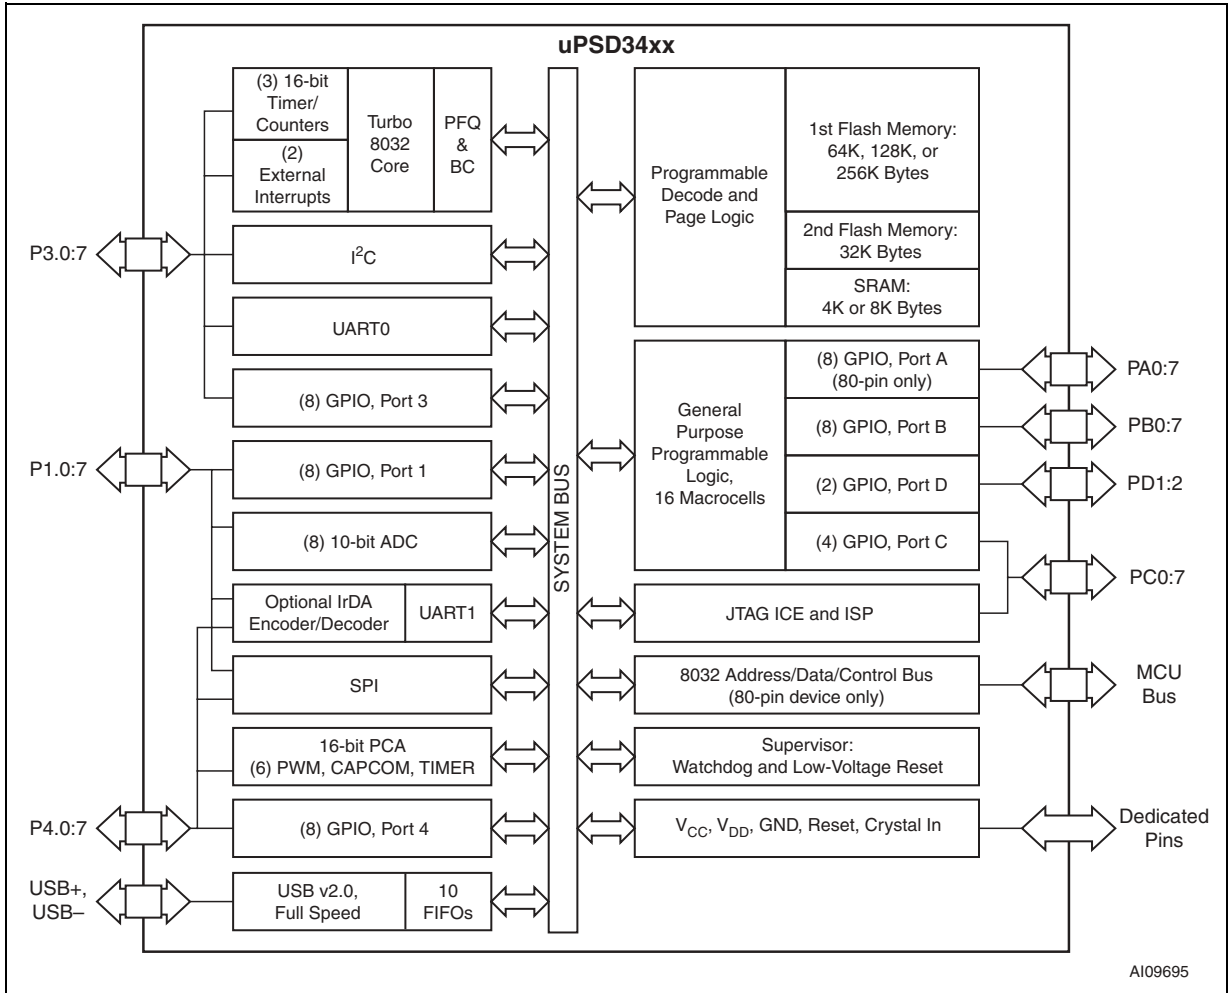 uPSD34xx
(3) 16-bit
Timer/
Counters
(2)
External
Interrupts
Turbo
8032
Core
PFQ
&
BC
P3.0:7
I2C
UART0
(8) GPIO, Port 3
P1.0:7
(8) GPIO, Port 1
(8) 10-bit ADC
Optional IrDA
Encoder/Decoder
UART1
SPI
16-bit PCA
(6) PWM, CAPCOM, TIMER
P4.0:7
(8) GPIO, Port 4
USB+,
USB–
USB v2.0,
Full Speed
10
FIFOs
SYSTEM BUS
Programmable
Decode and
Page Logic
1st Flash Memory:
64K, 128K, or
256K Bytes
2nd Flash Memory:
32K Bytes
SRAM:
4K or 8K Bytes
General
Purpose
Programmable
Logic,
16 Macrocells
(8) GPIO, Port A
(80-pin only)
PA0:7
(8) GPIO, Port B
PB0:7
(2) GPIO, Port D
PD1:2
(4) GPIO, Port C
PC0:7
JTAG ICE and ISP
8032 Address/Data/Control Bus
(80-pin device only)
MCU
Bus
Supervisor:
Watchdog and Low-Voltage Reset
VCC, VDD, GND, Reset, Crystal In
Dedicated
Pins
AI09695